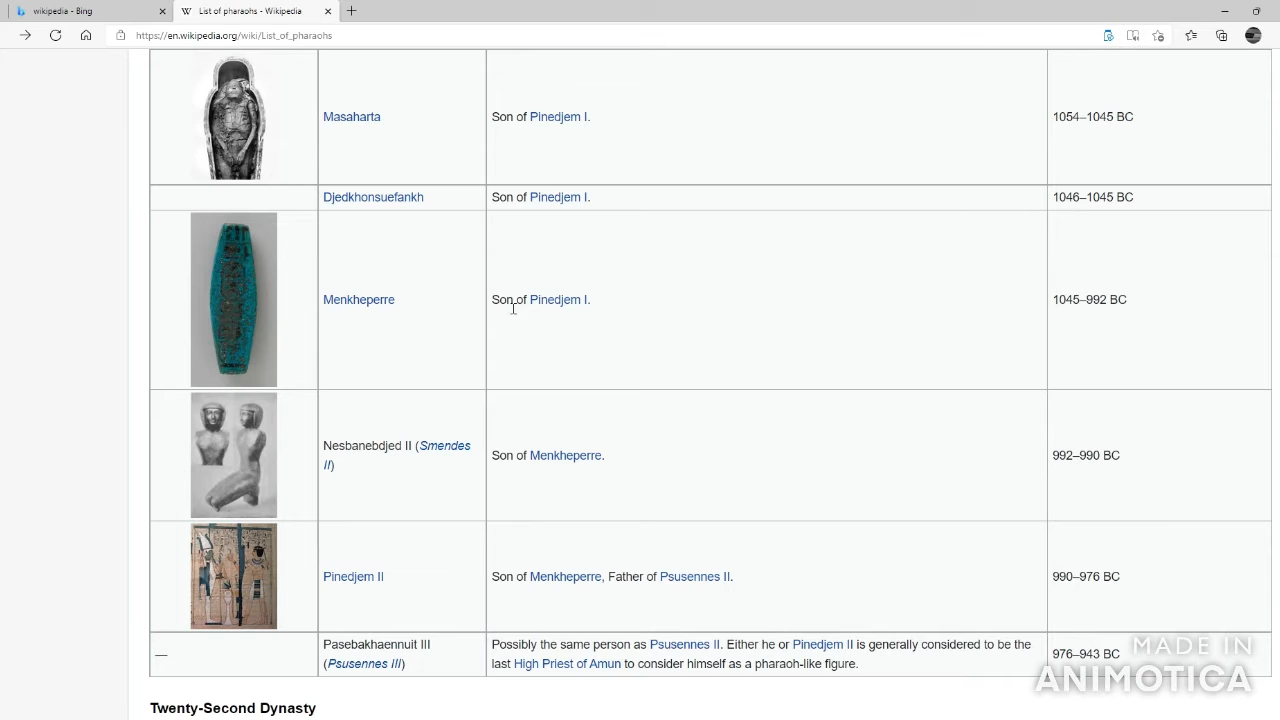 wikipedia - Bing
List of pharaohs - Wikipedia
https://en.wikipedia.org/wiki/List_of_pharaohs
Masaharta
Son of Pinedjem I.
1054–1045 BC
Djedkhonsuefankh
Son of Pinedjem I.
1046–1045 BC
Menkheperre
Son of Pinedjem I.
1045–992 BC
Nesbanebdjed II (Smendes
II)
Son of Menkheperre.
992–990 BC
Pinedjem II
Son of Menkheperre, Father of Psusennes II.
990–976 BC
—
Pasebakhaennuit III
(Psusennes III)
Possibly the same person as Psusennes II. Either he or Pinedjem II is generally considered to be the
last High Priest of Amun to consider himself as a pharaoh-like figure.
976–943 BC
MADE IN
ANIMOTICA
Twenty-Second Dynasty